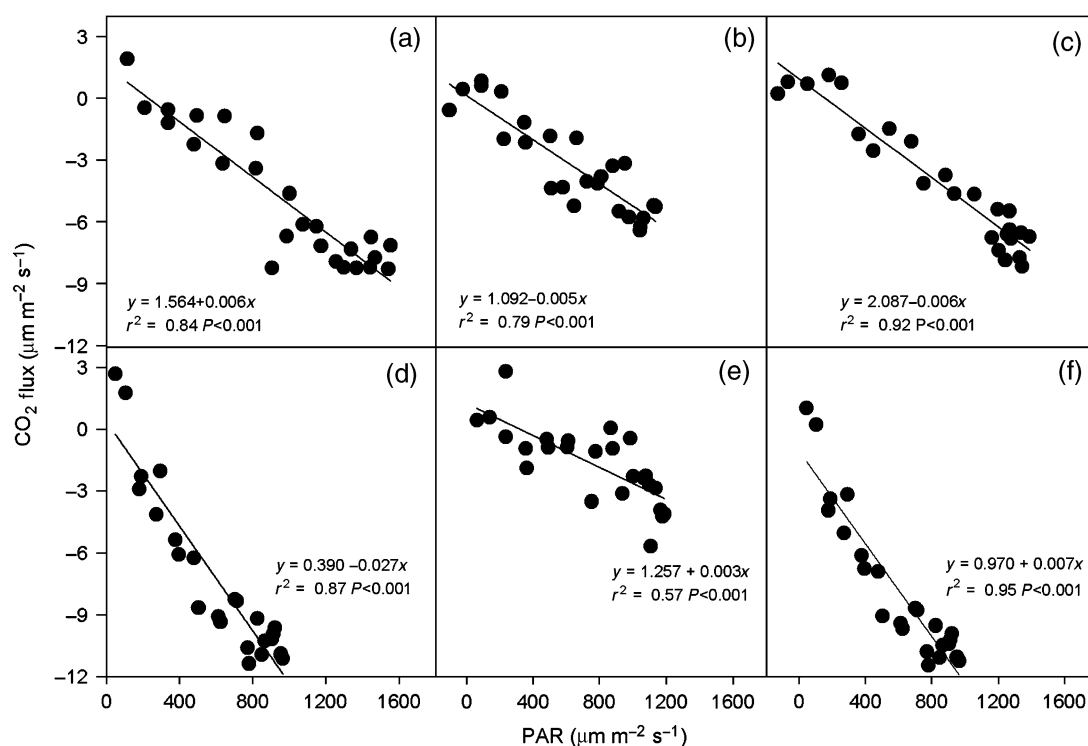 (a)
(b)
(c)
3
0
−3
−6
−9
−12
y = 1.564+0.006x
r² = 0.84 P<0.001
y = 1.092−0.005x
r² = 0.79 P<0.001
y = 2.087−0.006x
r² = 0.92 P<0.001
CO₂ flux (μm m⁻² s⁻¹)
(d)
(e)
(f)
3
0
−3
−6
−9
−12
y = 0.390 −0.027x
r² = 0.87 P<0.001
y = 1.257 + 0.003x
r² = 0.57 P<0.001
y = 0.970 + 0.007x
r² = 0.95 P<0.001
0 400 800 1200 1600 0 400 800 1200 1600 0 400 800 1200 1600
PAR (μm m⁻² s⁻¹)